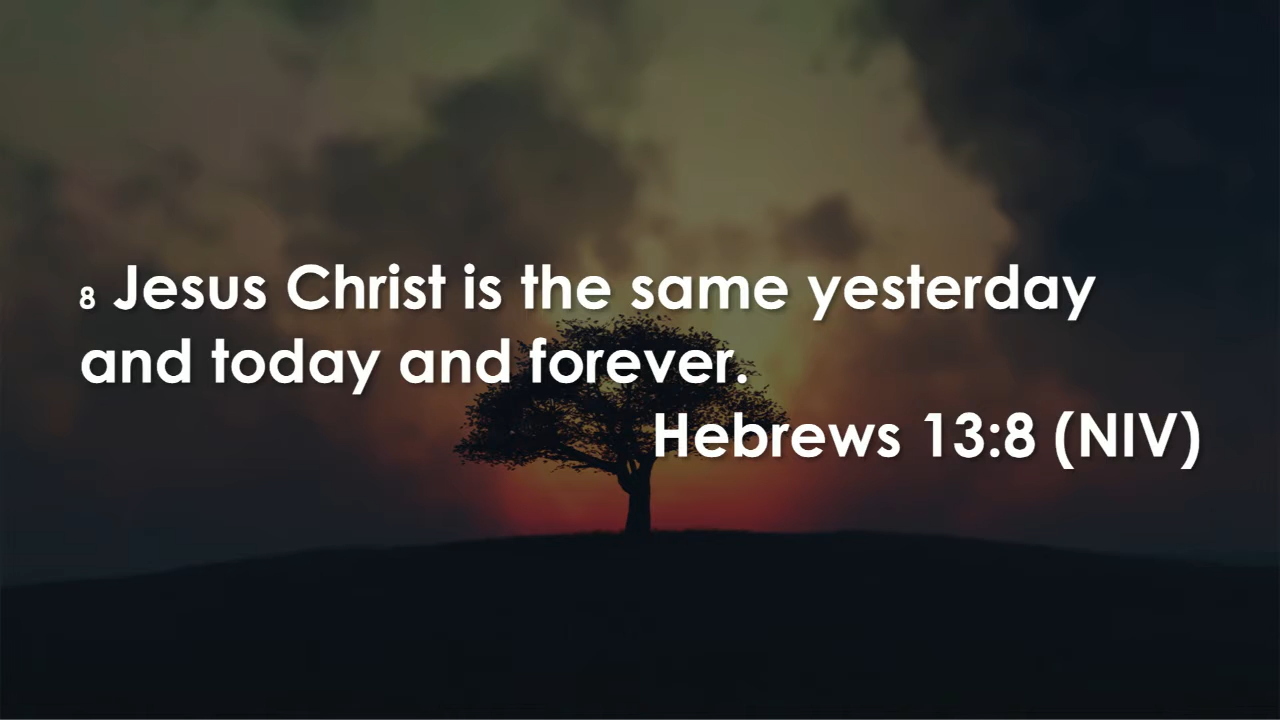 8 Jesus Christ is the same yesterday
and today and forever.
Hebrews 13:8 (NIV)